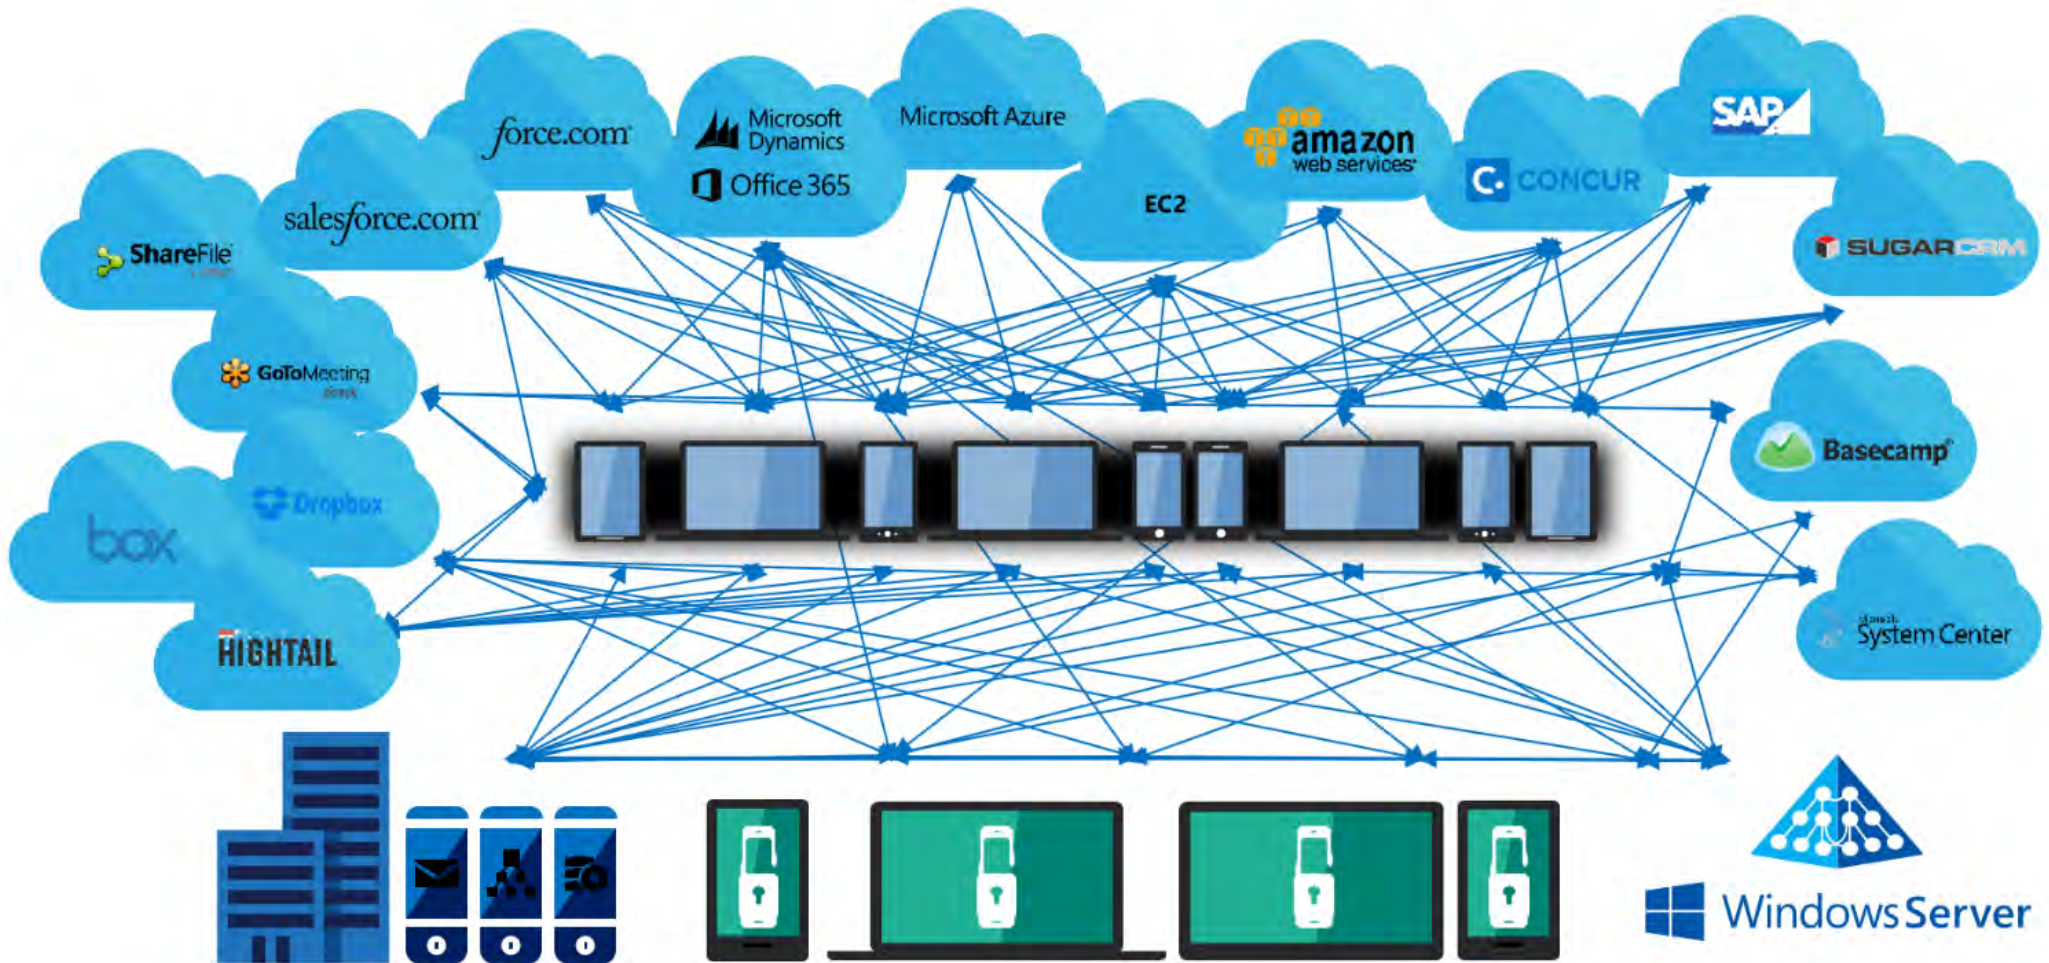 force.com
Microsoft
Dynamics
Office 365
Microsoft Azure
EC2
amazon
web services
C. CONCUR
SAP
SUGARCRM
salesforce.com
ShareFile
GoToMeeting
Dropbox
box
HIGHTAIL
Basecamp
Microsoft
System Center
Windows Server